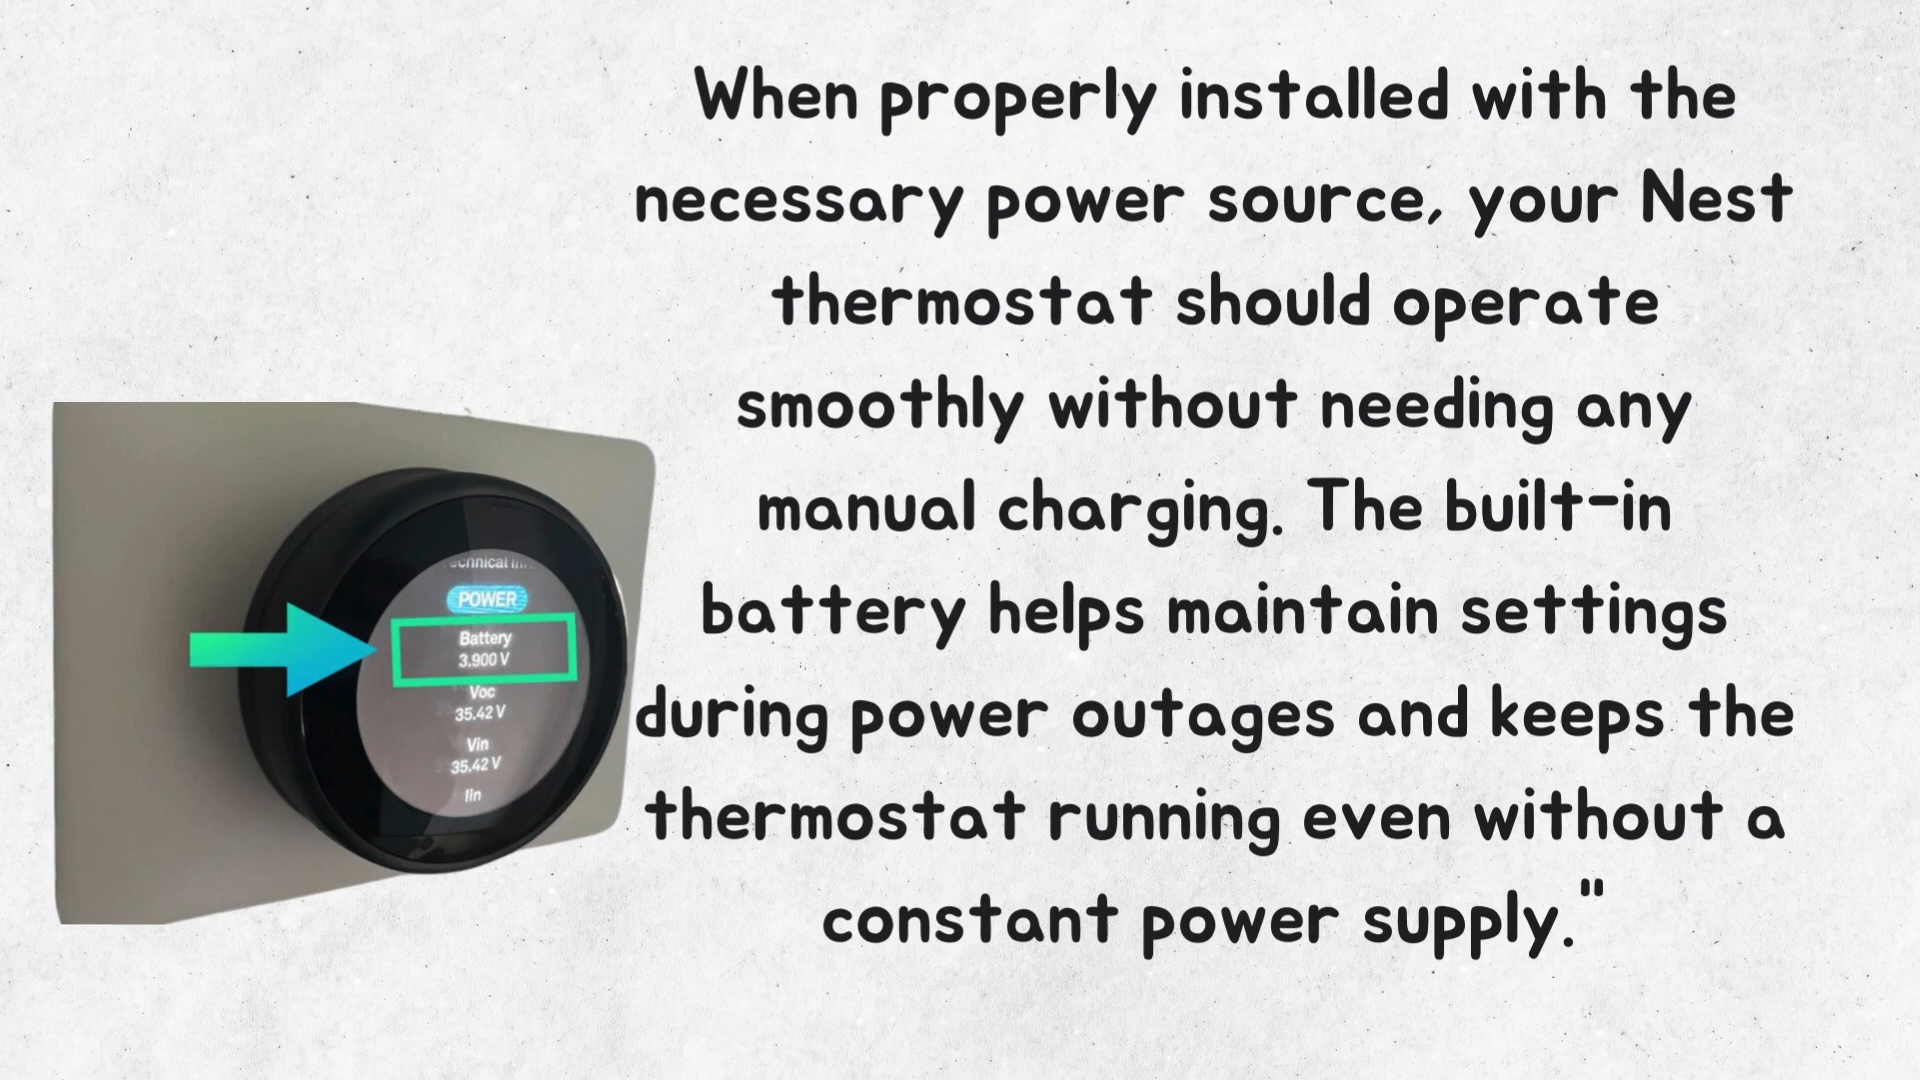 When properly installed with the
necessary power source, your Nest
thermostat should operate
smoothly without needing any
manual charging. The built-in
battery helps maintain settings
during power outages and keeps the
thermostat running even without a
constant power supply."
POWER
Battery
3.900 V
Voc
35.42 V
Vin
35.42 V
Iin